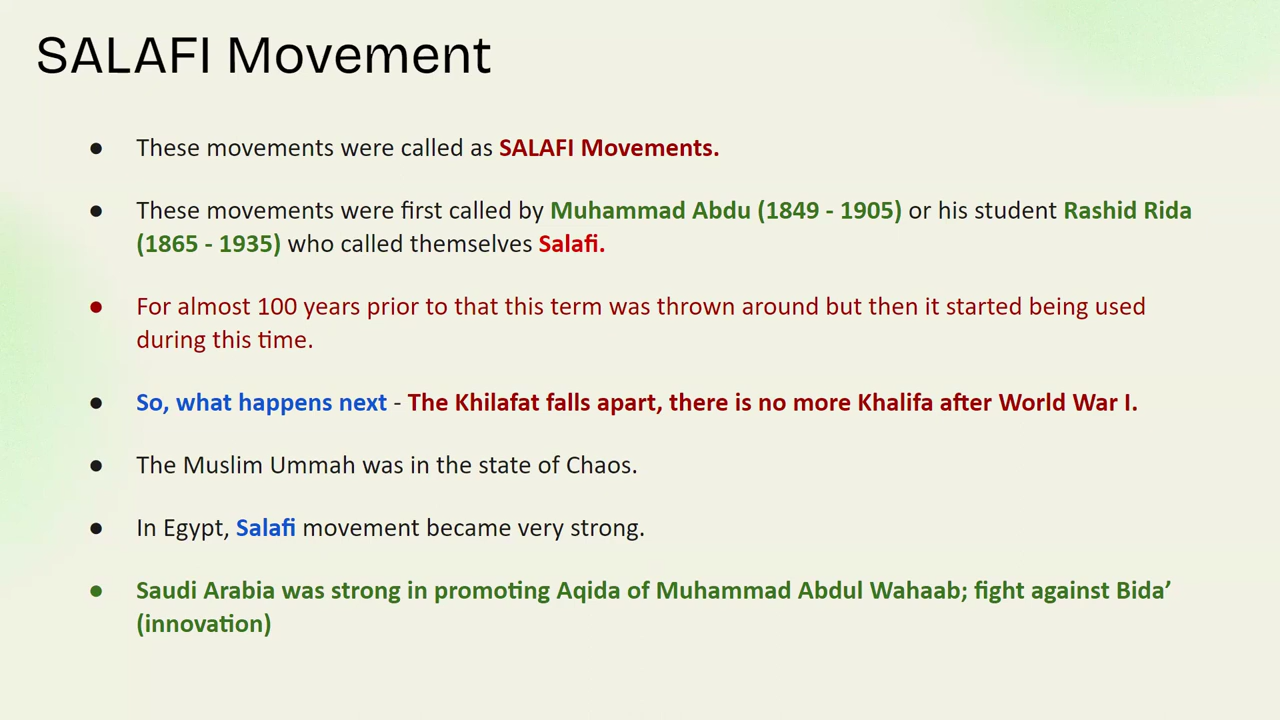 SALAFI Movement
● These movements were called as SALAFI Movements.
● These movements were first called by Muhammad Abdu (1849 - 1905) or his student Rashid Rida
(1865 - 1935) who called themselves Salafi.
● For almost 100 years prior to that this term was thrown around but then it started being used
during this time.
● So, what happens next - The Khilafat falls apart, there is no more Khalifa after World War I.
● The Muslim Ummah was in the state of Chaos.
● In Egypt, Salafi movement became very strong.
● Saudi Arabia was strong in promoting Aqida of Muhammad Abdul Wahaab; fight against Bida’
(innovation)